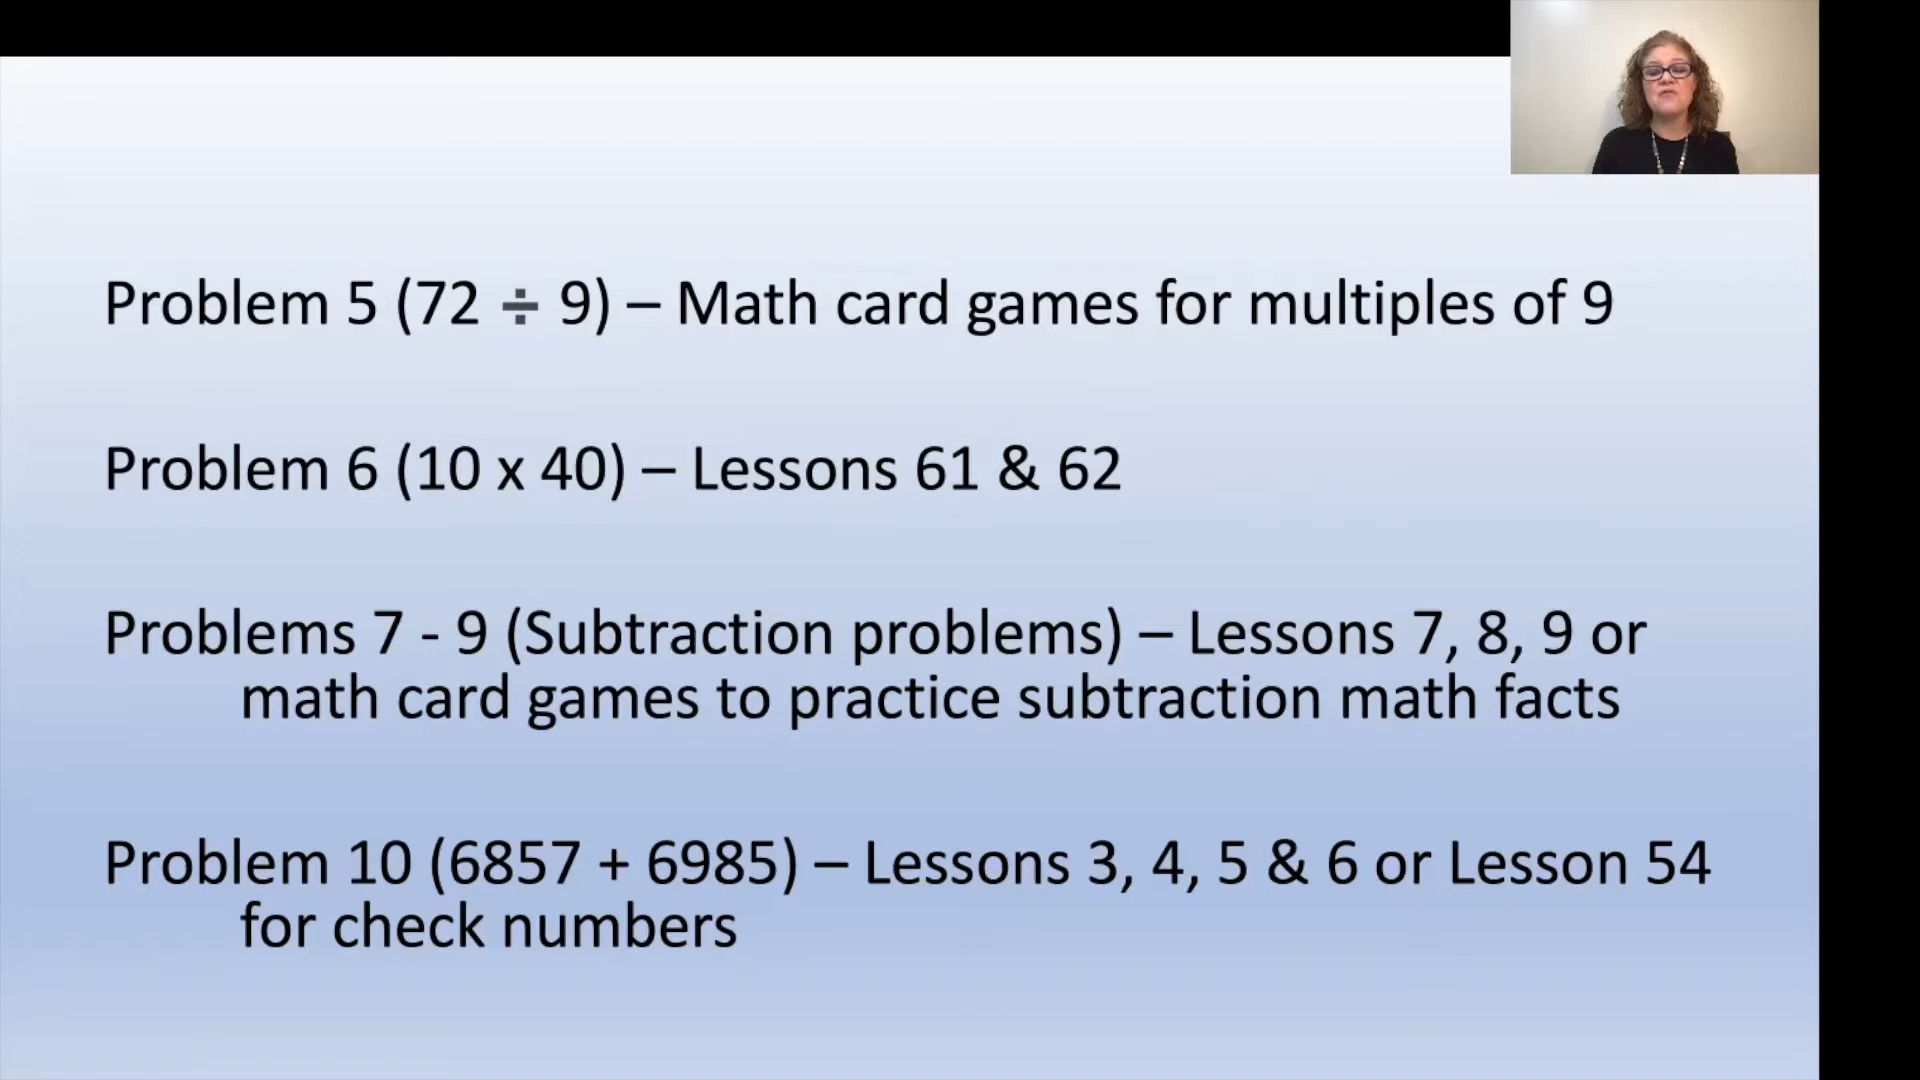 Problem 5 (72 ÷ 9) – Math card games for multiples of 9
Problem 6 (10 x 40) – Lessons 61 & 62
Problems 7 - 9 (Subtraction problems) – Lessons 7, 8, 9 or
math card games to practice subtraction math facts
Problem 10 (6857 + 6985) – Lessons 3, 4, 5 & 6 or Lesson 54
for check numbers